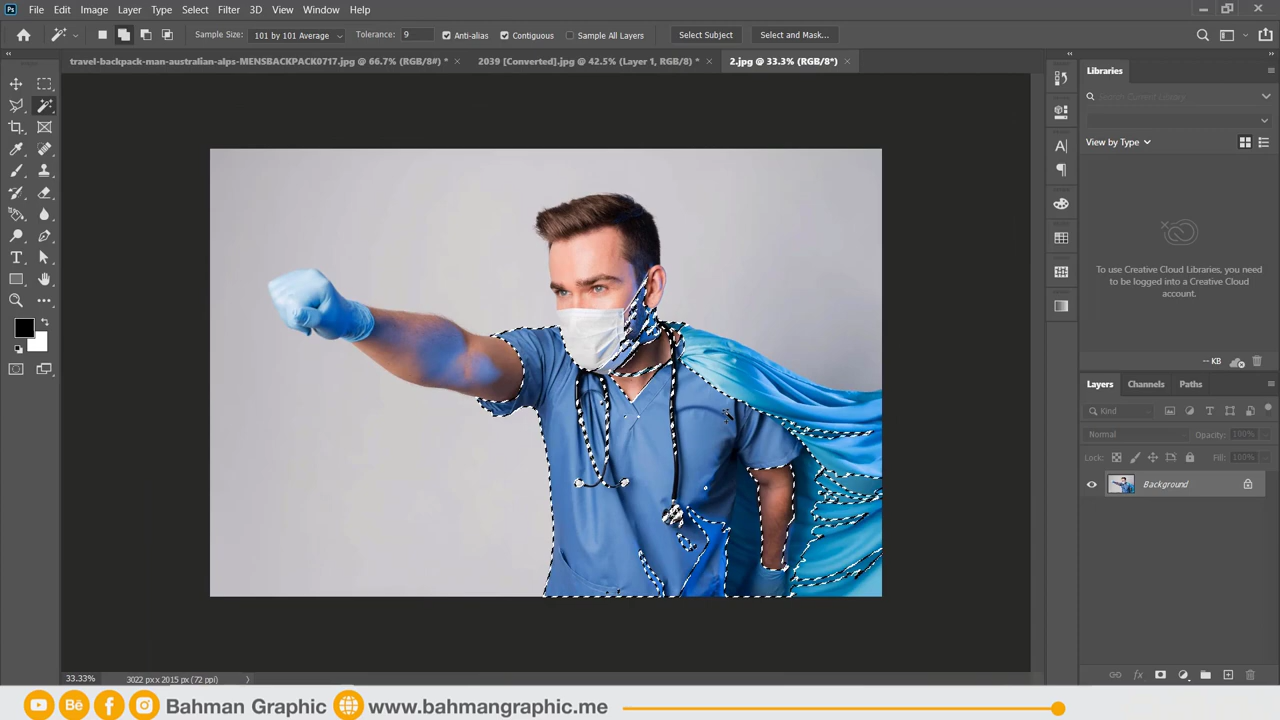 Ps File Edit Image Layer Type Select Filter 3D View Window Help
Sample Size: 101 by 101 Average Tolerance: 9 Anti-alias Contiguous Sample All Layers Select Subject Select and Mask...
travel-backpack-man-australian-alps-MENSBACKPACK0717.jpg @ 66.7% (RGB/8#) * 2039 [Converted].jpg @ 42.5% (Layer 1, RGB/8) * 2.jpg @ 33.3% (RGB/8*)
Libraries
Search Current Library
View by Type
To use Creative Cloud Libraries, you need
to be logged into a Creative Cloud
account.
-- KB
Layers Channels Paths
Kind
Normal Opacity: 100%
Lock: Fill: 100%
Background
33.33% 3022 px x 2015 px (72 ppi)
Bahman Graphic www.bahmangraphic.me